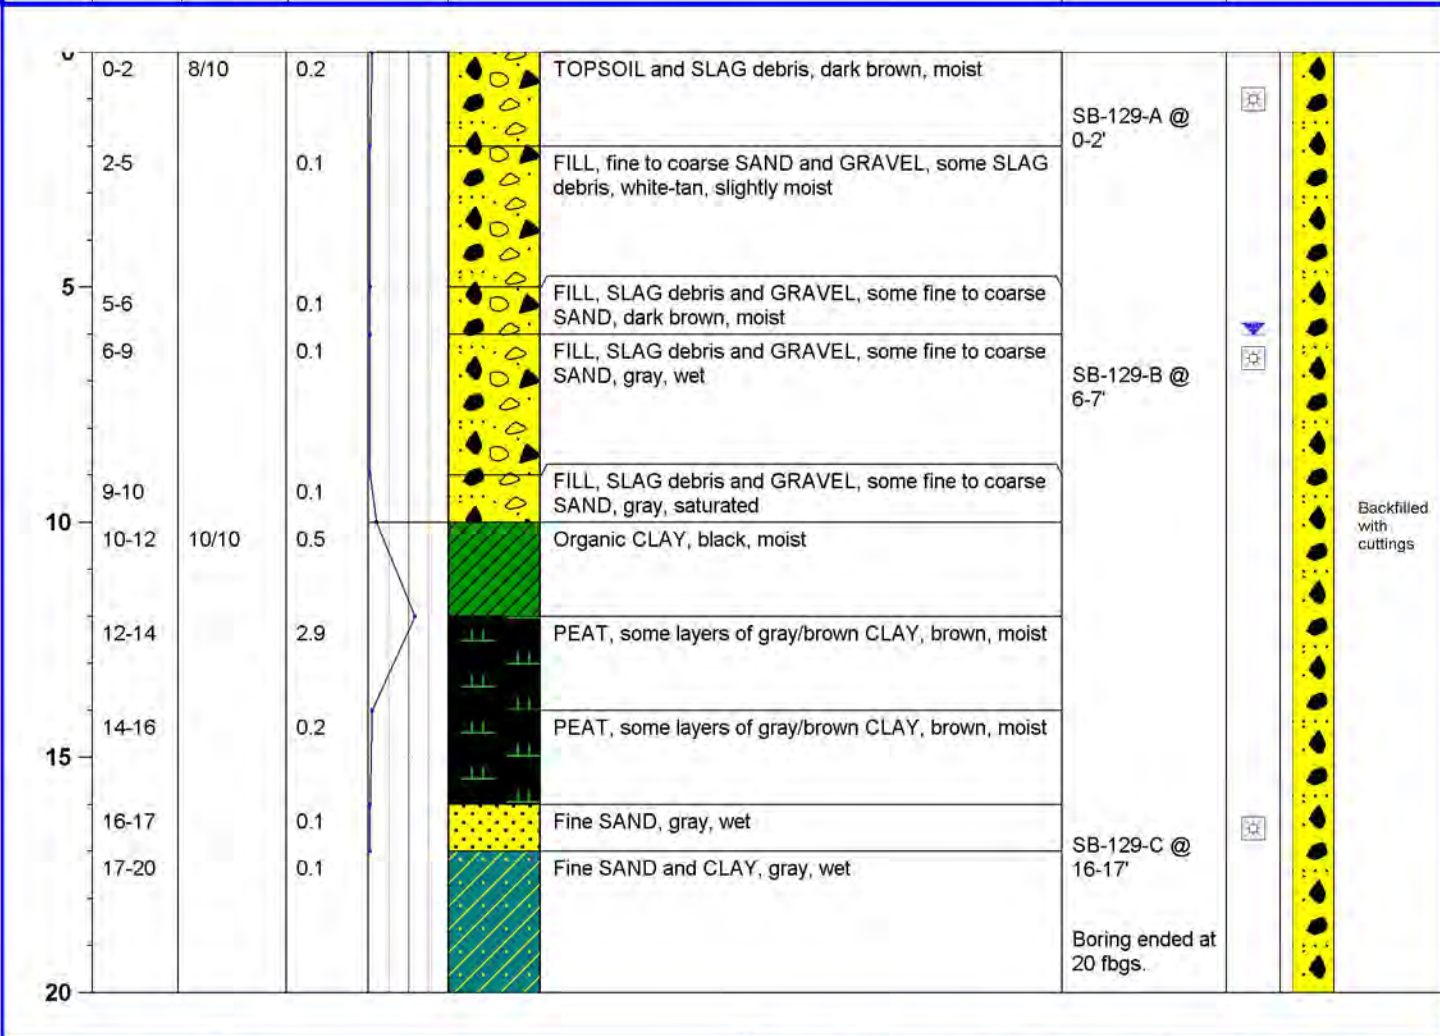 0
0-2 8/10 0.2 TOPSOIL and SLAG debris, dark brown, moist
SB-129-A @
0-2'
2-5 0.1 FILL, fine to coarse SAND and GRAVEL, some SLAG
debris, white-tan, slightly moist
5
5-6 0.1 FILL, SLAG debris and GRAVEL, some fine to coarse
SAND, dark brown, moist
6-9 0.1 FILL, SLAG debris and GRAVEL, some fine to coarse
SAND, gray, wet
SB-129-B @
6-7'
9-10 0.1 FILL, SLAG debris and GRAVEL, some fine to coarse
SAND, gray, saturated
10
Backfilled
with
cuttings
10-12 10/10 0.5 Organic CLAY, black, moist
12-14 2.9 PEAT, some layers of gray/brown CLAY, brown, moist
14-16 0.2 PEAT, some layers of gray/brown CLAY, brown, moist
15
16-17 0.1 Fine SAND, gray, wet
SB-129-C @
16-17'
17-20 0.1 Fine SAND and CLAY, gray, wet
Boring ended at
20 fbgs.
20